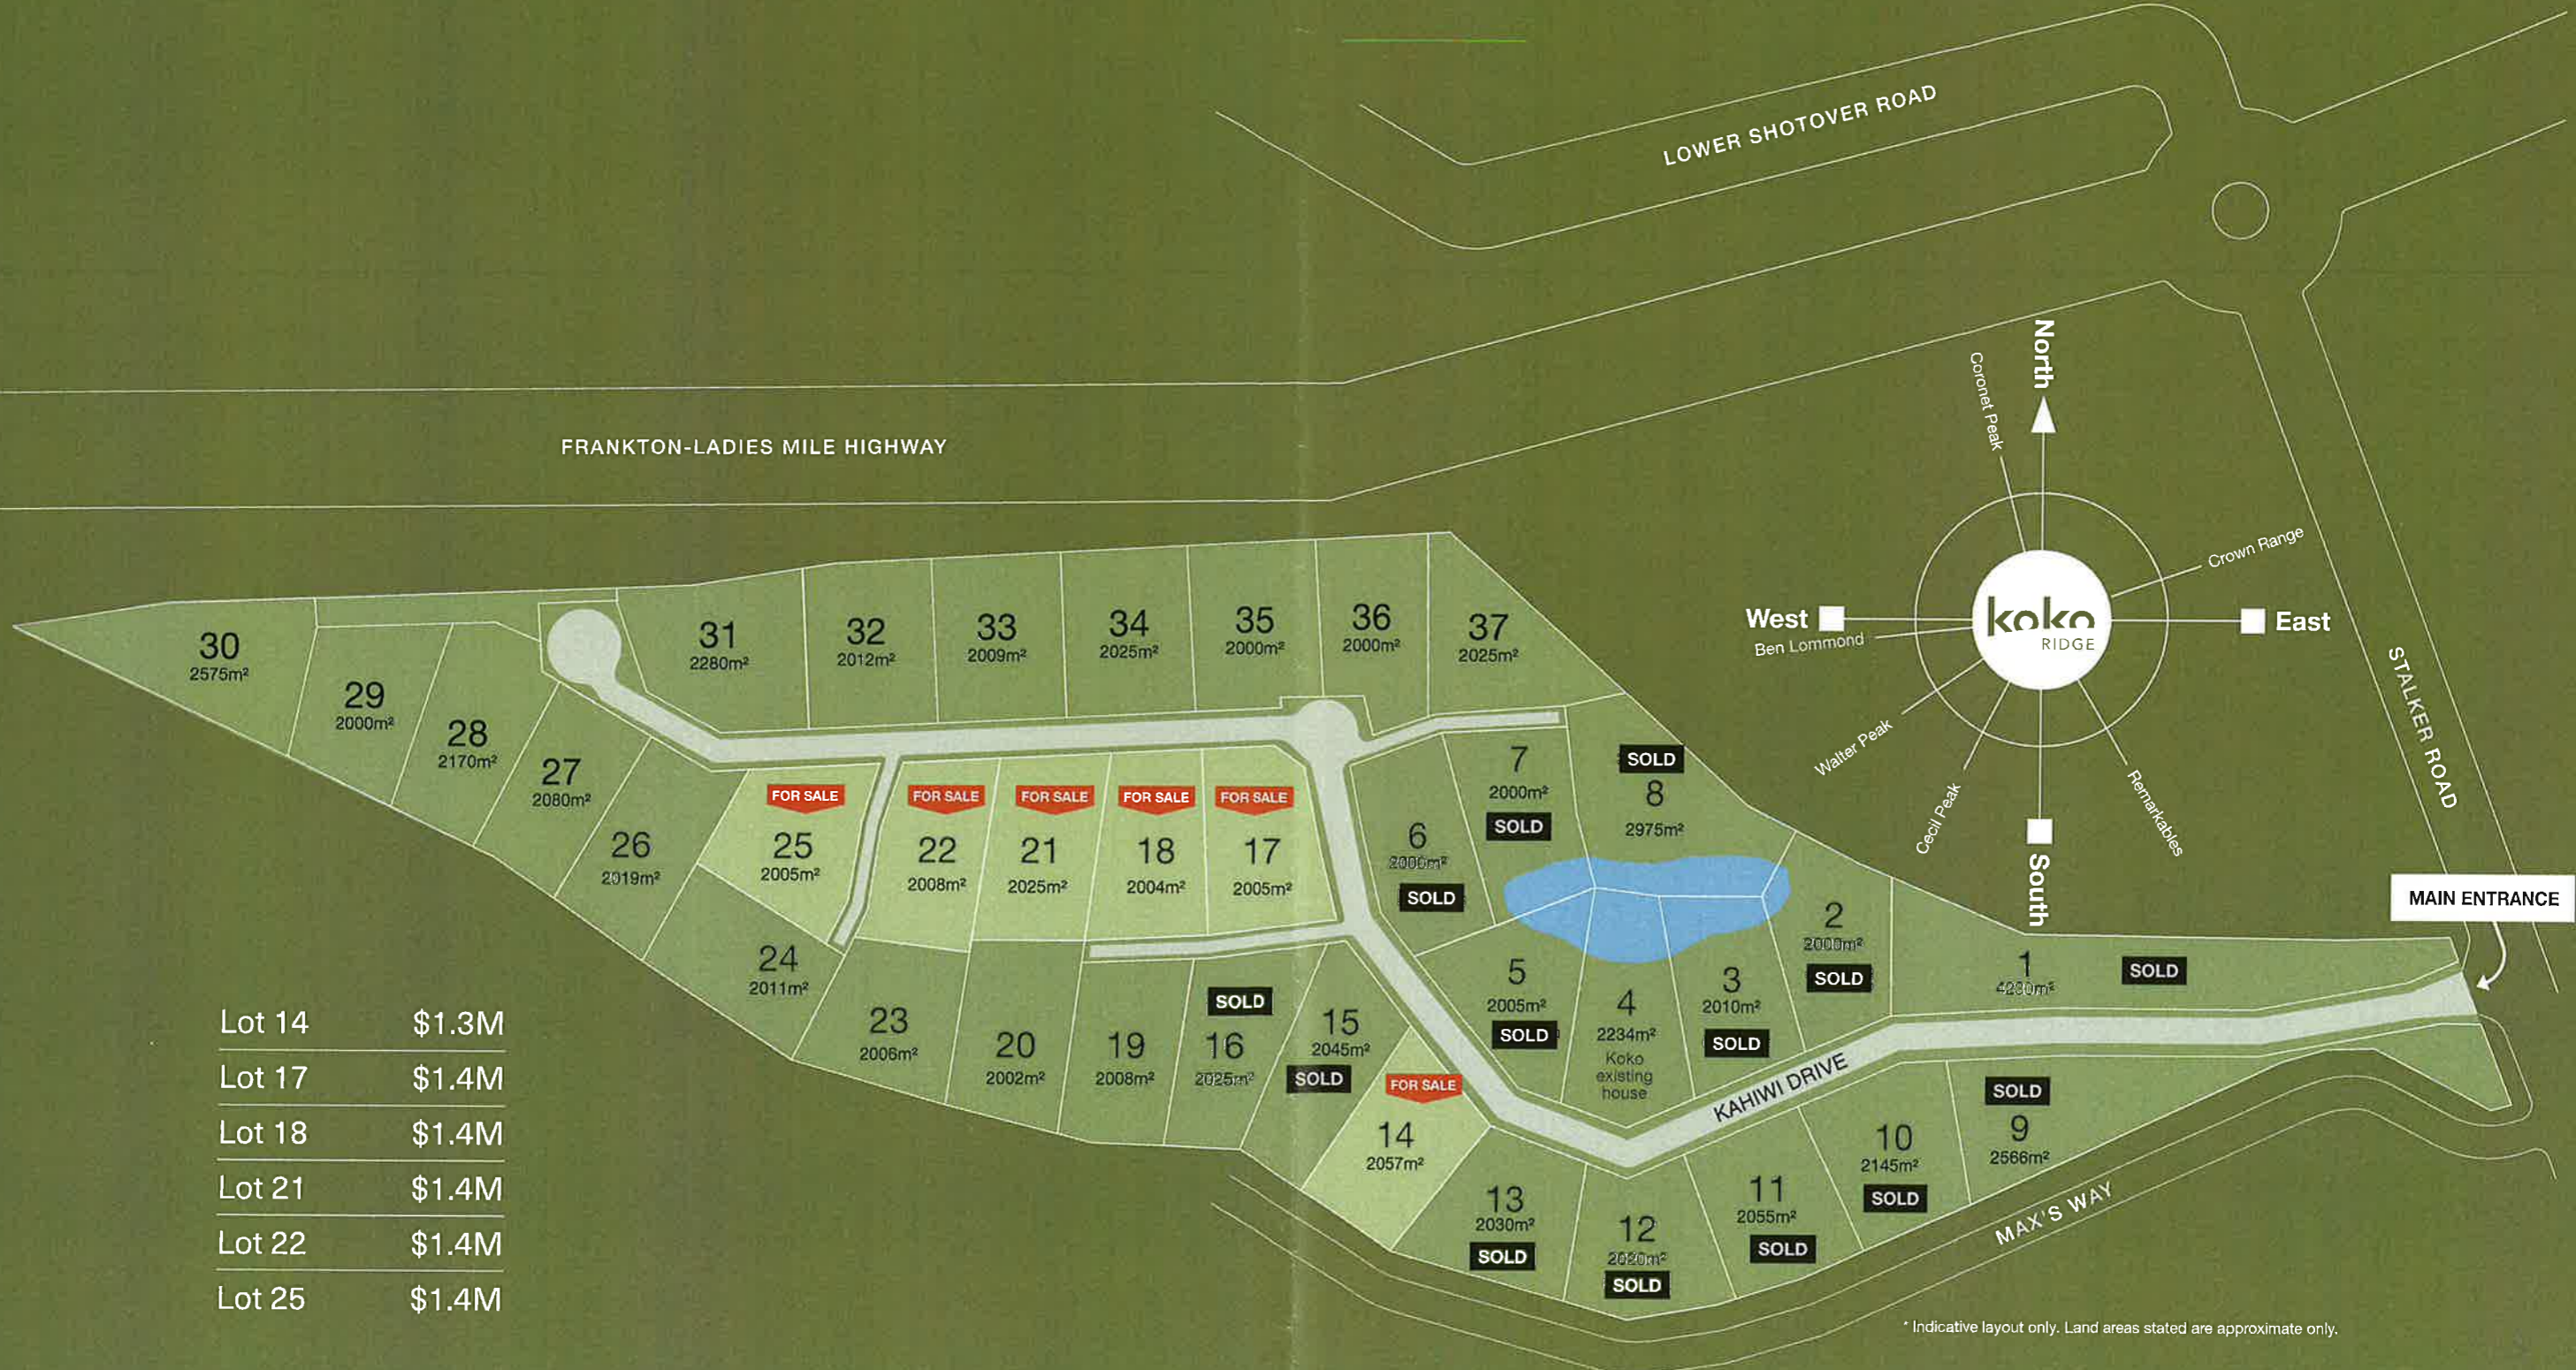 LOWER SHOTOVER ROAD
FRANKTON-LADIES MILE HIGHWAY
North
Coronet Peak
Crown Range
West
East
Ben Lommond
koko
RIDGE
Walter Peak
Cecil Peak
Remarkables
South
STALKER ROAD
MAIN ENTRANCE
30
2575m²
29
2000m²
28
2170m²
27
2080m²
26
2019m²
31
2280m²
32
2012m²
33
2009m²
34
2025m²
35
2000m²
36
2000m²
37
2025m²
FOR SALE
25
2005m²
FOR SALE
22
2008m²
FOR SALE
21
2025m²
FOR SALE
18
2004m²
FOR SALE
17
2005m²
6
2000m²
SOLD
7
2000m²
SOLD
SOLD
8
2975m²
24
2011m²
23
2006m²
20
2002m²
19
2008m²
SOLD
16
2025m²
15
2045m²
SOLD
FOR SALE
14
2057m²
5
2005m²
SOLD
4
2234m²
Koko
existing
house
3
2010m²
SOLD
2
2000m²
SOLD
1
SOLD
KAHIWI DRIVE
13
2030m²
SOLD
12
2020m²
SOLD
11
2055m²
SOLD
10
2145m²
SOLD
SOLD
9
2566m²
MAX'S WAY
Lot 14 $1.3M
Lot 17 $1.4M
Lot 18 $1.4M
Lot 21 $1.4M
Lot 22 $1.4M
Lot 25 $1.4M
* Indicative layout only. Land areas stated are approximate only.